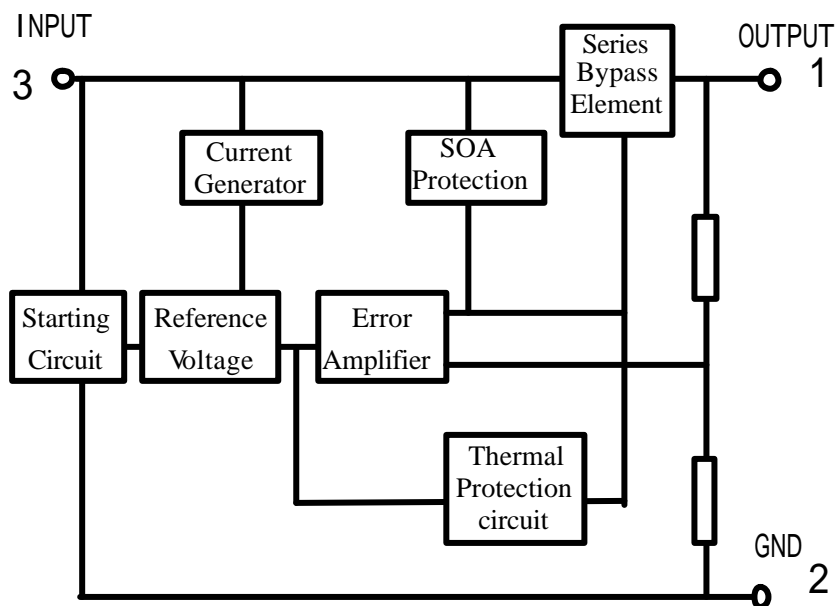 INPUT
3
Series
Bypass
Element
OUTPUT
1
Current
Generator
SOA
Protection
Starting
Circuit
Reference
Voltage
Error
Amplifier
Thermal
Protection
circuit
GND
2